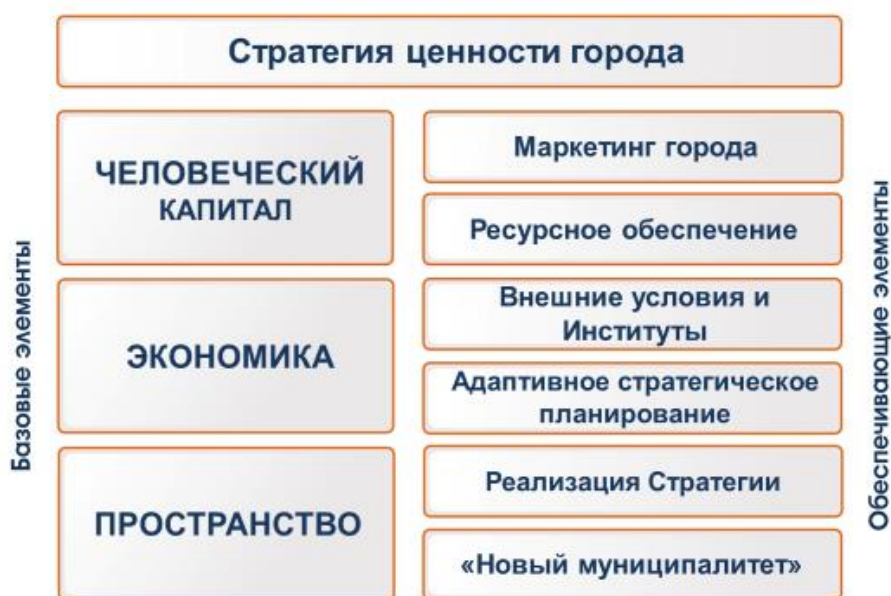 Стратегия ценности города
Базовые элементы
ЧЕЛОВЕЧЕСКИЙ
КАПИТАЛ
ЭКОНОМИКА
ПРОСТРАНСТВО
Маркетинг города
Ресурсное обеспечение
Внешние условия и
Институты
Адаптивное стратегическое
планирование
Реализация Стратегии
«Новый муниципалитет»
Обеспечивающие элементы